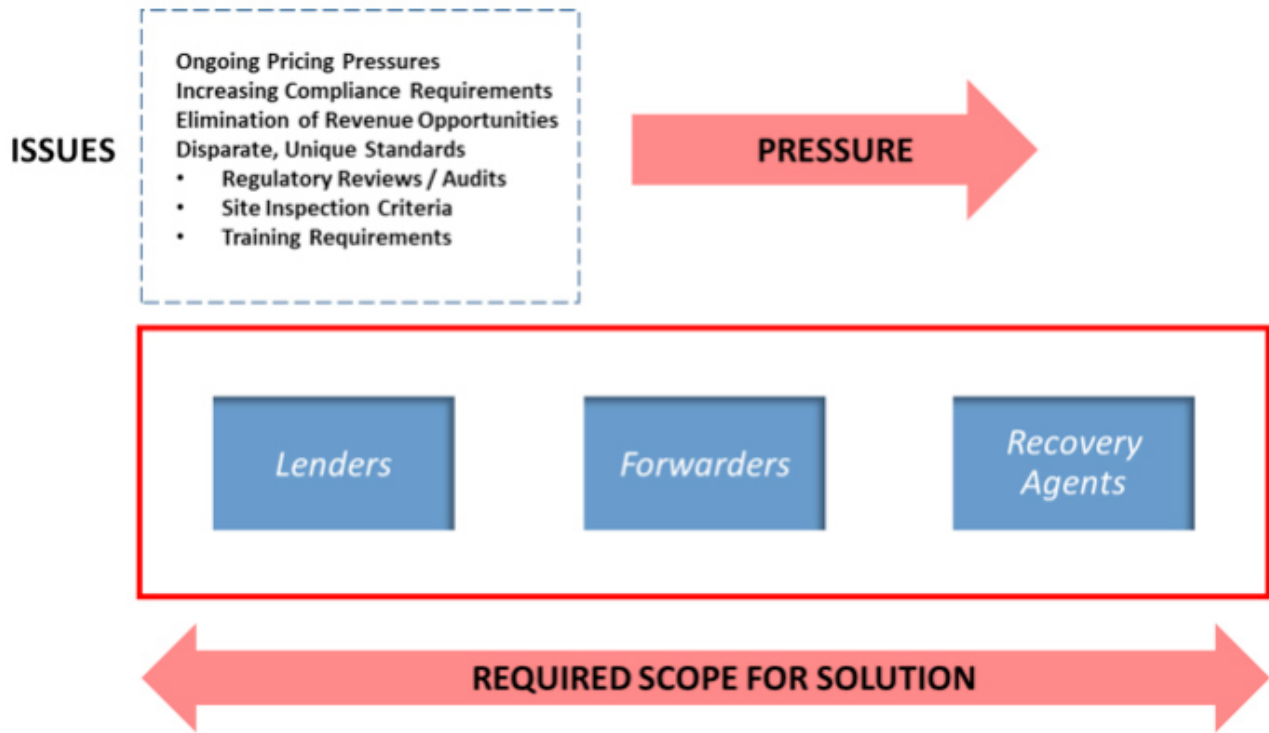 Ongoing Pricing Pressures
Increasing Compliance Requirements
Elimination of Revenue Opportunities
ISSUES
Disparate, Unique Standards
• Regulatory Reviews / Audits
• Site Inspection Criteria
• Training Requirements
PRESSURE
Lenders
Forwarders
Recovery
Agents
REQUIRED SCOPE FOR SOLUTION